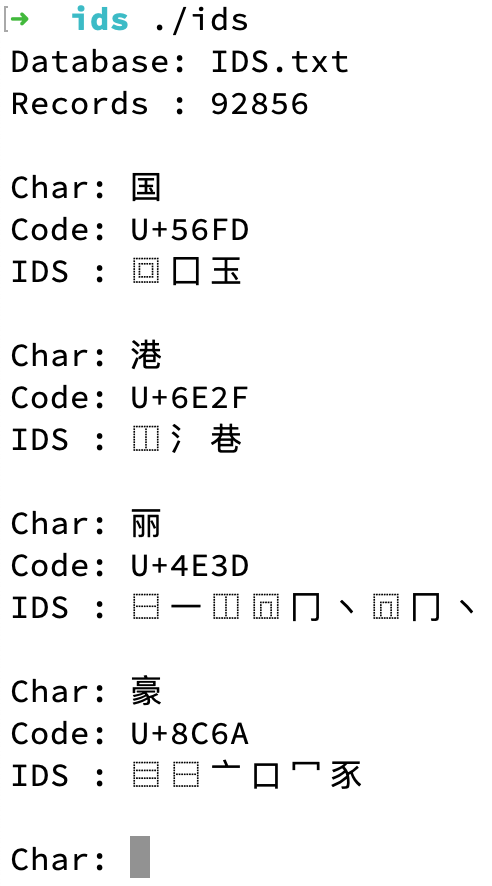 [→ ids ./ids
Database: IDS.txt
Records : 92856
Char: 国
Code: U+56FD
IDS : ⿴囗玉
Char: 港
Code: U+6E2F
IDS : ⿰氵巷
Char: 丽
Code: U+4E3D
IDS : ⿱一⿰⿵冂丶⿵冂丶
Char: 豪
Code: U+8C6A
IDS : ⿳⿱亠口冖豕
Char: